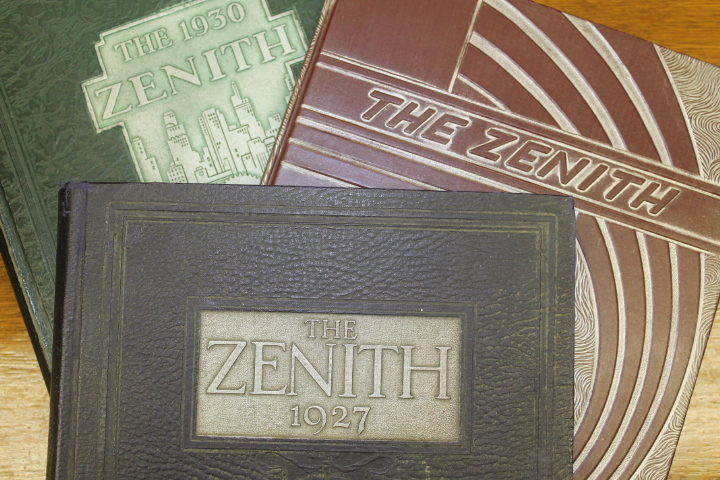 THE 1930
ZENITH
THE ZENITH
THE
ZENITH
1927